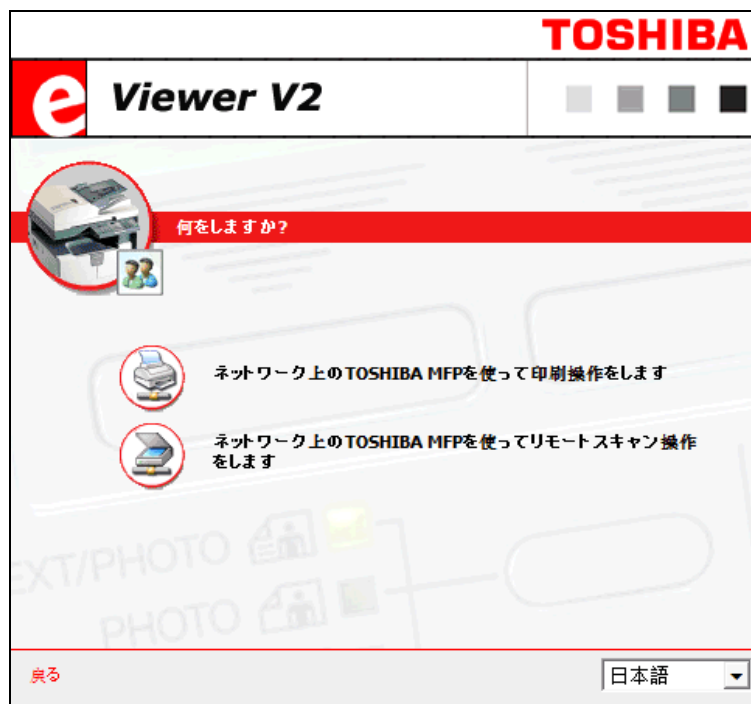 TOSHIBA
e Viewer V2
何をしますか?
ネットワーク上のTOSHIBA MFPを使って印刷操作をします
ネットワーク上のTOSHIBA MFPを使ってリモートスキャン操作
をします
EXT/PHOTO
PHOTO
戻る
日本語